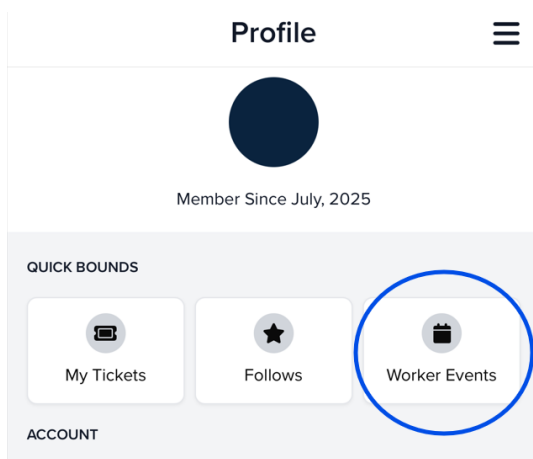 Profile
Member Since July, 2025
QUICK BOUNDS
My Tickets
Follows
Worker Events
ACCOUNT